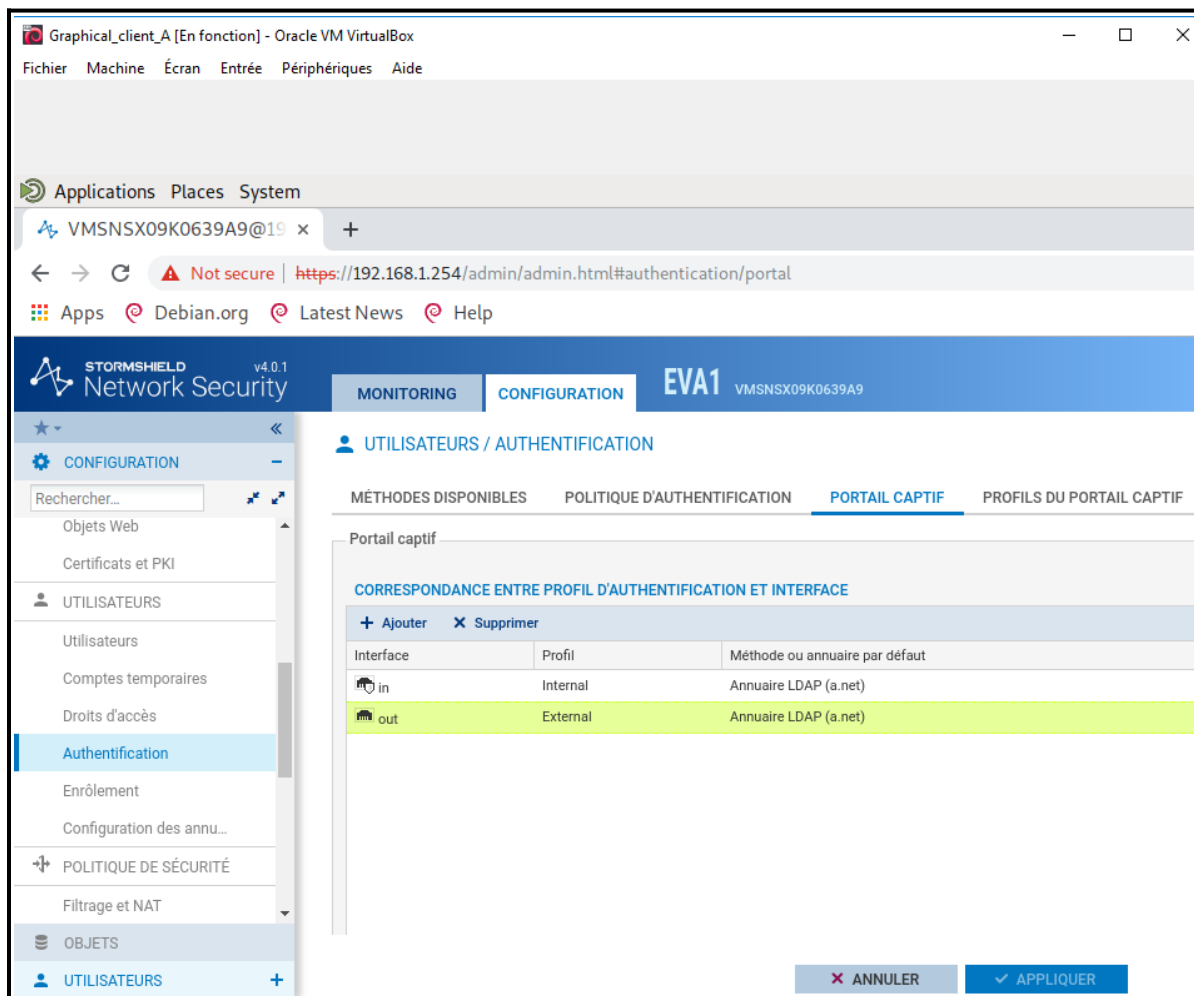 Graphical_client_A [En fonction] - Oracle VM VirtualBox
Fichier Machine Écran Entrée Périphériques Aide
Applications Places System
VMSNSX09K0639A9@19
Not secure | https://192.168.1.254/admin/admin.html#authentication/portal
Apps Debian.org Latest News Help
STORMSHIELD v4.0.1
Network Security
MONITORING CONFIGURATION EVA1 VMSNSX09K0639A9
CONFIGURATION
Rechercher...
Objets Web
Certificats et PKI
UTILISATEURS
Utilisateurs
Comptes temporaires
Droits d'accès
Authentification
Enrôlement
Configuration des annu...
POLITIQUE DE SÉCURITÉ
Filtrage et NAT
OBJETS
UTILISATEURS
UTILISATEURS / AUTHENTIFICATION
MÉTHODES DISPONIBLES POLITIQUE D'AUTHENTIFICATION PORTAIL CAPTIF PROFILS DU PORTAIL CAPTIF
Portail captif
CORRESPONDANCE ENTRE PROFIL D'AUTHENTIFICATION ET INTERFACE
Ajouter Supprimer
Interface Profil Méthode ou annuaire par défaut
in Internal Annuaire LDAP (a.net)
out External Annuaire LDAP (a.net)
ANNULER APPLIQUER